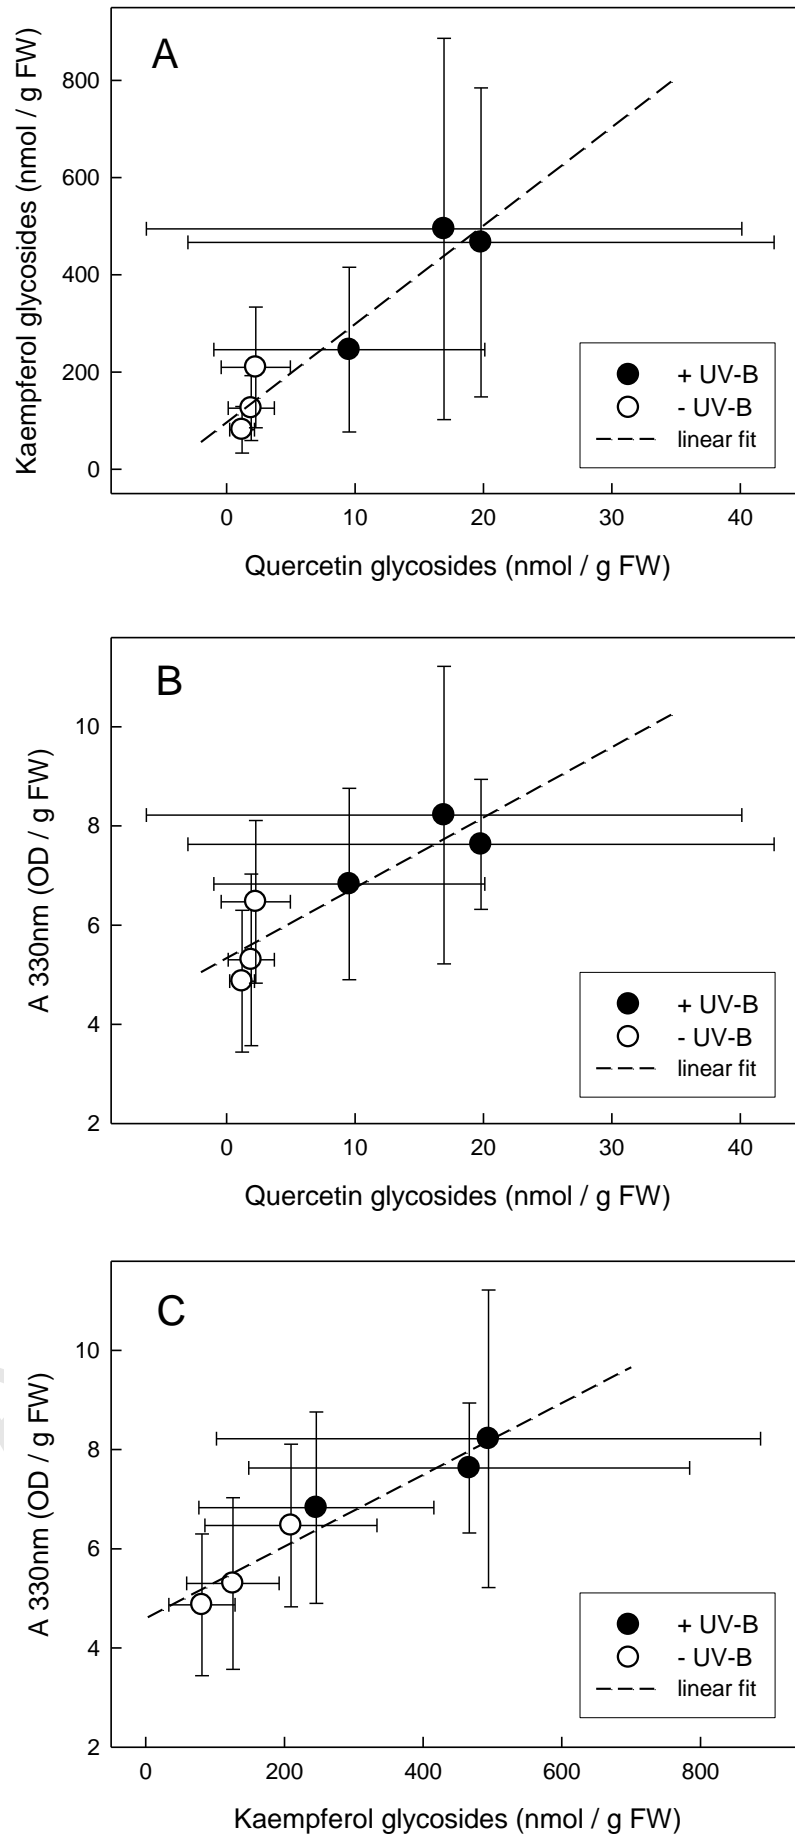 A
Kaempferol glycosides (nmol / g FW)
800
600
400
200
0
+ UV-B
- UV-B
linear fit
0 10 20 30 40
Quercetin glycosides (nmol / g FW)
B
A 330nm (OD / g FW)
10
8
6
4
2
+ UV-B
- UV-B
linear fit
0 10 20 30 40
Quercetin glycosides (nmol / g FW)
C
A 330nm (OD / g FW)
10
8
6
4
2
+ UV-B
- UV-B
linear fit
0 200 400 600 800
Kaempferol glycosides (nmol / g FW)